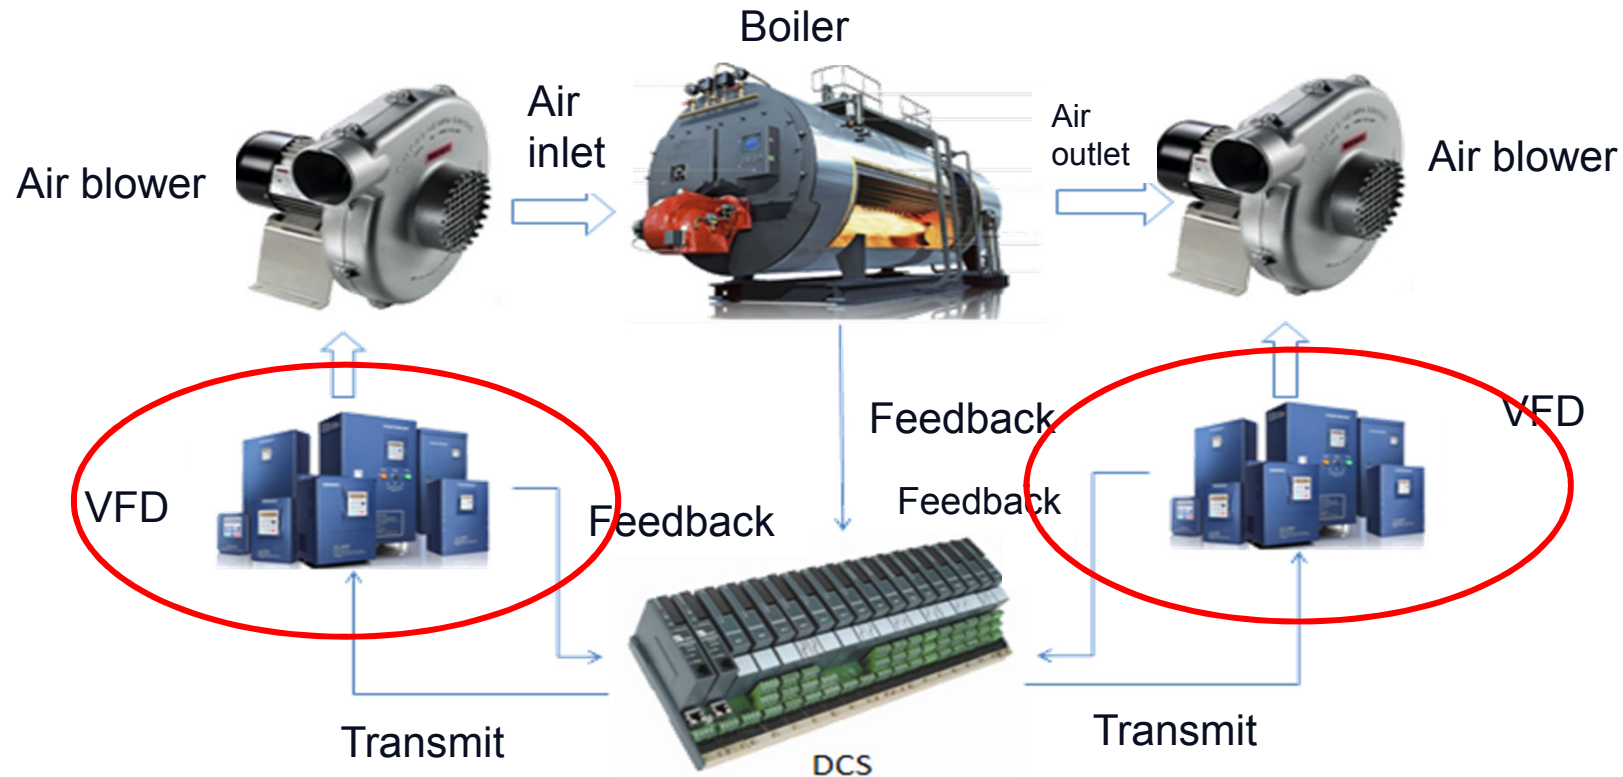 Boiler
Air
inlet
Air
outlet
Air blower
Air blower
Feedback
VFD
VFD
Feedback
Feedback
Transmit
Transmit
DCS